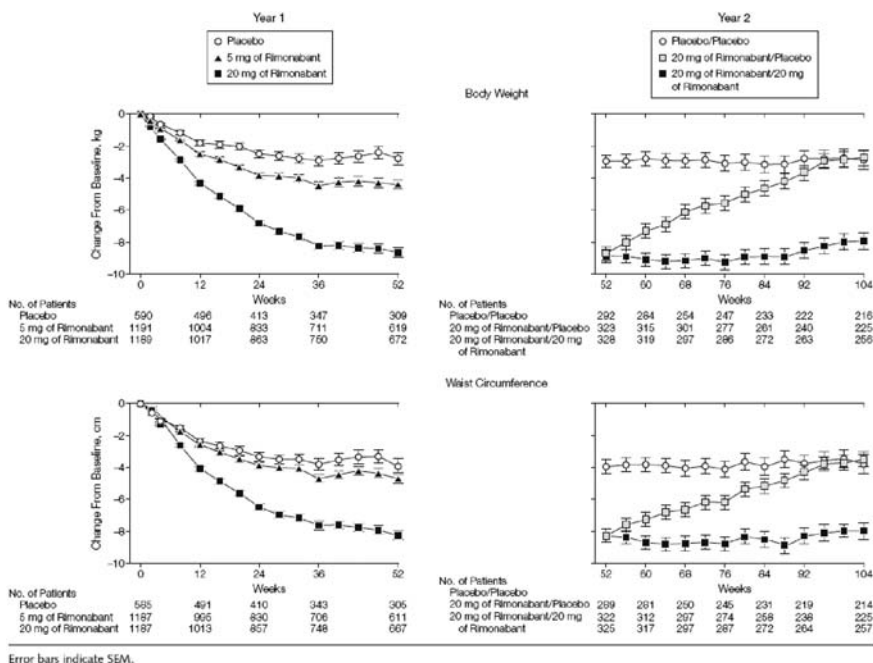 Year 1
Placebo
5 mg of Rimonabant
20 mg of Rimonabant
Year 2
Placebo/Placebo
20 mg of Rimonabant/Placebo
20 mg of Rimonabant/20 mg
of Rimonabant
Body Weight
Change From Baseline, kg
0
-2
-4
-6
-8
-10
0 12 24 36 52
Weeks
No. of Patients
Placebo 590 496 413 347 309
5 mg of Rimonabant 1191 1004 833 711 619
20 mg of Rimonabant 1189 1017 863 750 672
52 60 68 76 84 92 104
Weeks
No. of Patients
Placebo/Placebo 292 284 254 247 233 222 216
20 mg of Rimonabant/Placebo 323 315 301 277 261 240 225
20 mg of Rimonabant/20 mg 328 319 297 286 272 263 256
of Rimonabant
Waist Circumference
Change From Baseline, cm
0
-2
-4
-6
-8
-10
0 12 24 36 52
Weeks
No. of Patients
Placebo 585 491 410 343 305
5 mg of Rimonabant 1187 995 830 706 611
20 mg of Rimonabant 1187 1013 857 748 667
52 60 68 76 84 92 104
Weeks
No. of Patients
Placebo/Placebo
20 mg of Rimonabant/Placebo 289 281 250 245 231 219 214
20 mg of Rimonabant/20 mg 322 312 297 274 258 238 225
of Rimonabant 325 317 297 287 272 264 257
Error bars indicate SEM.